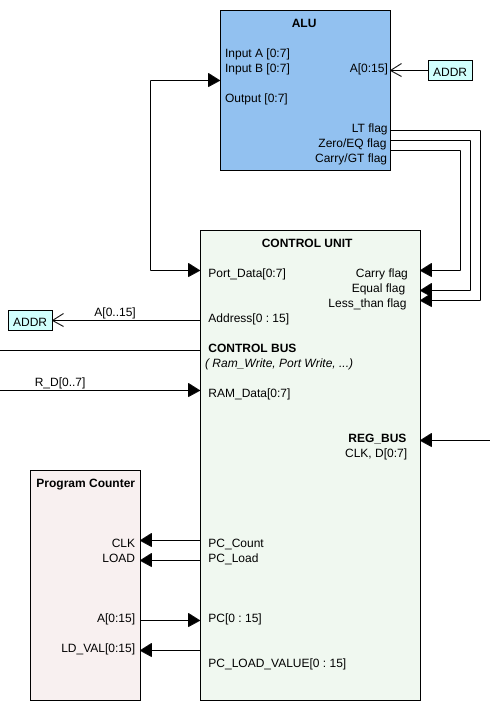 ALU
Input A [0:7]
Input B [0:7]
A[0:15]
ADDR
Output [0:7]
LT flag
Zero/EQ flag
Carry/GT flag
CONTROL UNIT
Port_Data[0:7]
Carry flag
Equal flag
Less_than flag
A[0..15]
ADDR
Address[0 : 15]
CONTROL BUS
( Ram_Write, Port Write, ...)
R_D[0..7]
RAM_Data[0:7]
REG_BUS
CLK, D[0:7]
Program Counter
CLK
LOAD
PC_Count
PC_Load
A[0:15]
PC[0 : 15]
LD_VAL[0:15]
PC_LOAD_VALUE[0 : 15]